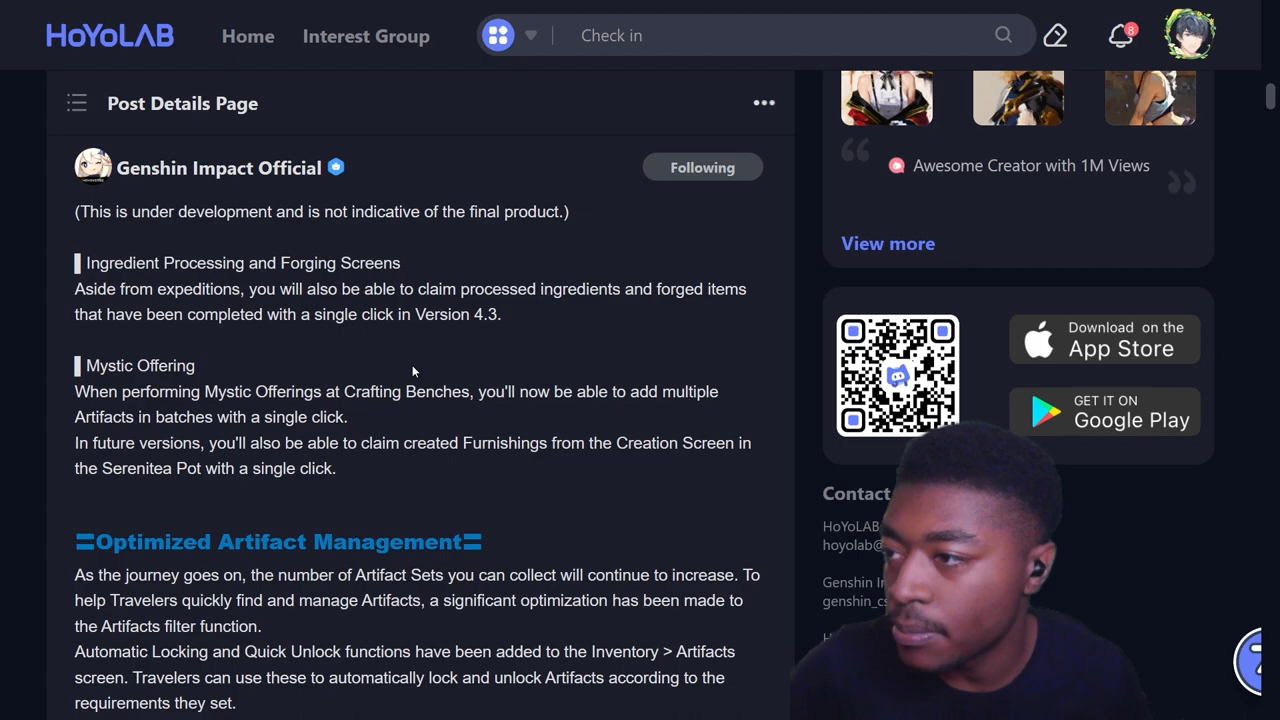 HOYOLAB
Home
Interest Group
Check in
8
Post Details Page
Genshin Impact Official
Following
(This is under development and is not indicative of the final product.)
Ingredient Processing and Forging Screens
Aside from expeditions, you will also be able to claim processed ingredients and forged items
that have been completed with a single click in Version 4.3.
Mystic Offering
When performing Mystic Offerings at Crafting Benches, you'll now be able to add multiple
Artifacts in batches with a single click.
In future versions, you'll also be able to claim created Furnishings from the Creation Screen in
the Serenitea Pot with a single click.
〓Optimized Artifact Management〓
As the journey goes on, the number of Artifact Sets you can collect will continue to increase. To
help Travelers quickly find and manage Artifacts, a significant optimization has been made to
the Artifacts filter function.
Automatic Locking and Quick Unlock functions have been added to the Inventory > Artifacts
screen. Travelers can use these to automatically lock and unlock Artifacts according to the
requirements they set.
Awesome Creator with 1M Views
View more
Download on the
App Store
GET IT ON
Google Play
Contact
HoYoLAB
hoyolab@
Genshin In
genshin_cs